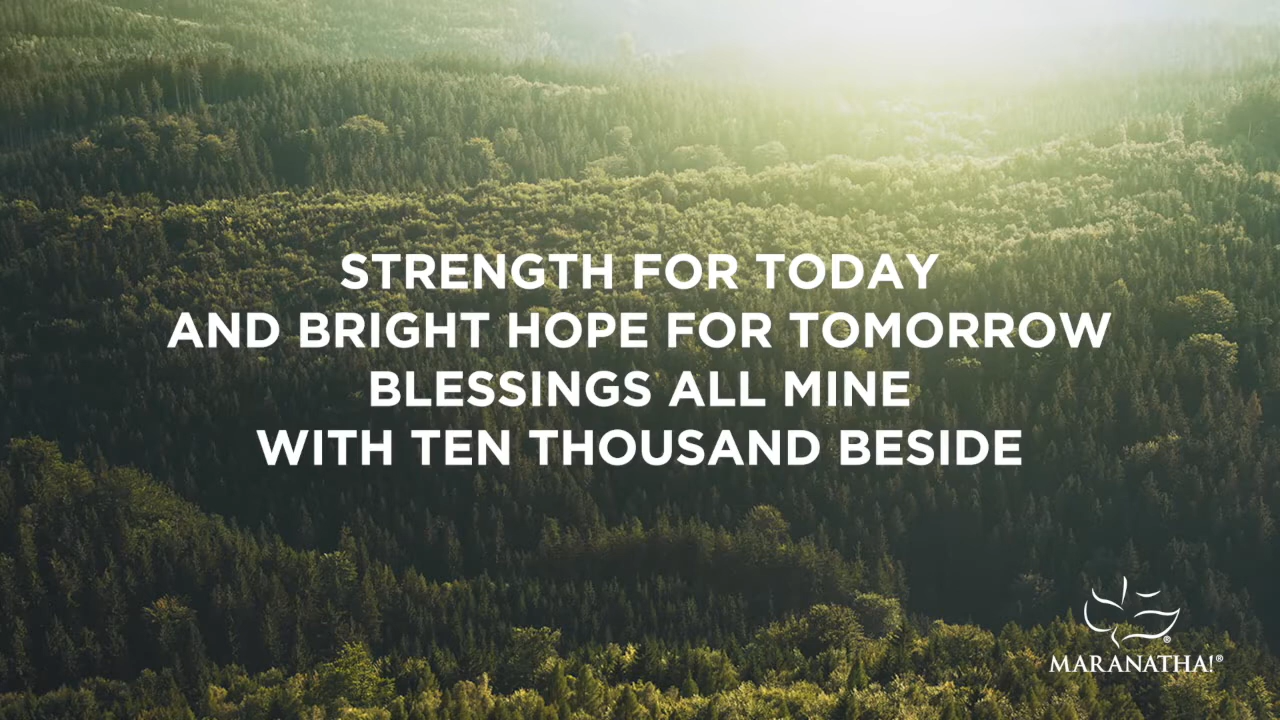 STRENGTH FOR TODAY
AND BRIGHT HOPE FOR TOMORROW
BLESSINGS ALL MINE
WITH TEN THOUSAND BESIDE
®
MARANATHA!®